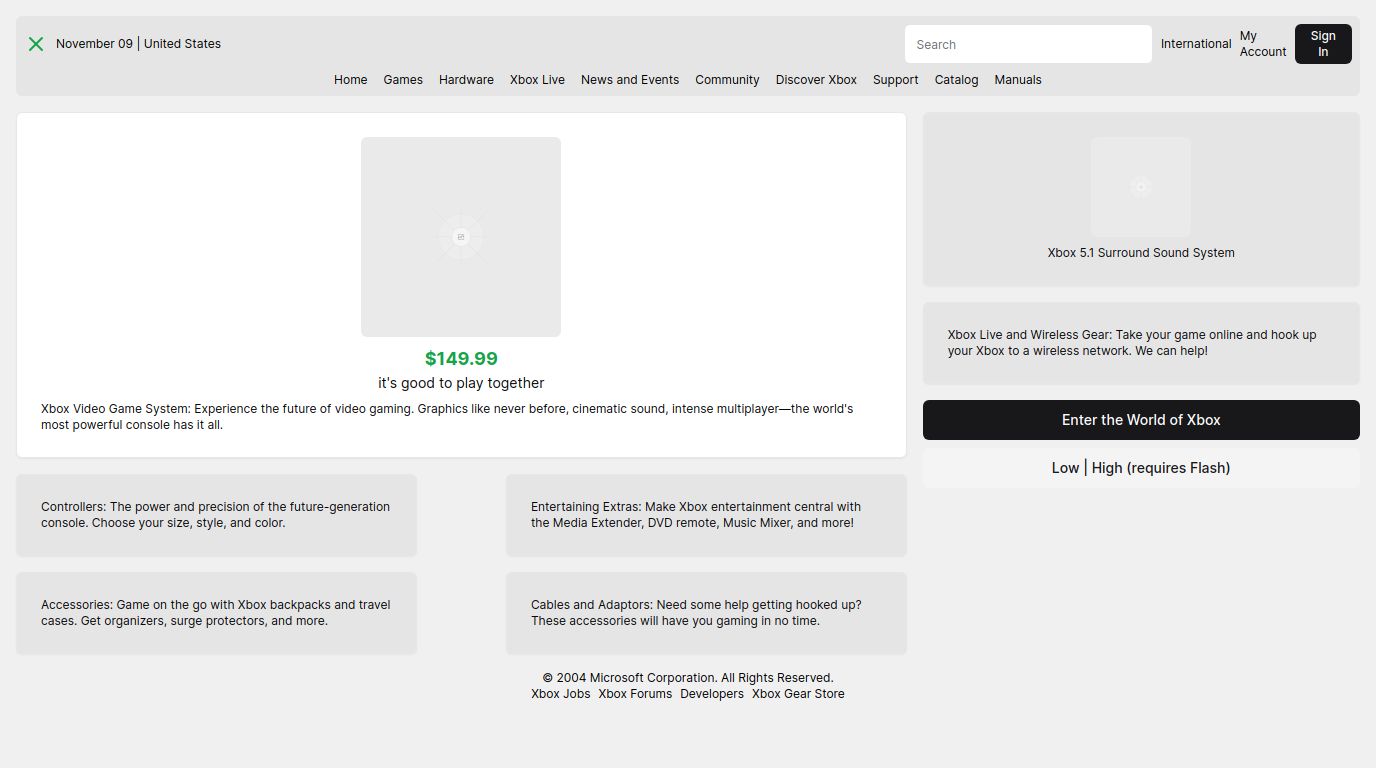 November 09 | United States
Search
International
My
Account
Sign
In
Home Games Hardware Xbox Live News and Events Community Discover Xbox Support Catalog Manuals
$149.99
it's good to play together
Xbox Video Game System: Experience the future of video gaming. Graphics like never before, cinematic sound, intense multiplayer—the world's
most powerful console has it all.
Controllers: The power and precision of the future-generation
console. Choose your size, style, and color.
Entertaining Extras: Make Xbox entertainment central with
the Media Extender, DVD remote, Music Mixer, and more!
Accessories: Game on the go with Xbox backpacks and travel
cases. Get organizers, surge protectors, and more.
Cables and Adaptors: Need some help getting hooked up?
These accessories will have you gaming in no time.
Xbox 5.1 Surround Sound System
Xbox Live and Wireless Gear: Take your game online and hook up
your Xbox to a wireless network. We can help!
Enter the World of Xbox
Low | High (requires Flash)
© 2004 Microsoft Corporation. All Rights Reserved.
Xbox Jobs Xbox Forums Developers Xbox Gear Store